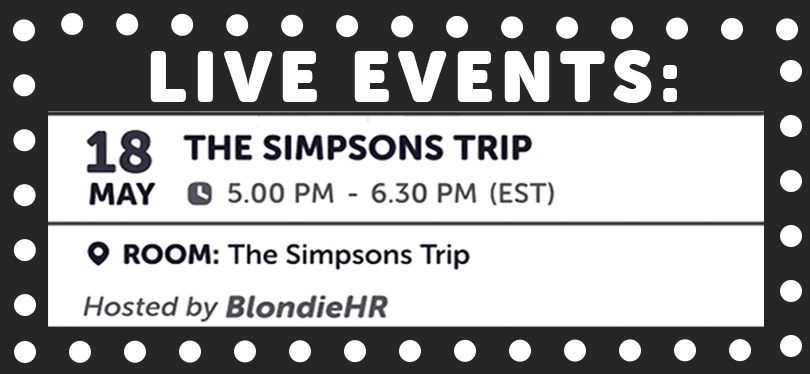 LIVE EVENTS:
18 MAY
THE SIMPSONS TRIP
5.00 PM - 6.30 PM (EST)
ROOM: The Simpsons Trip
Hosted by BlondieHR